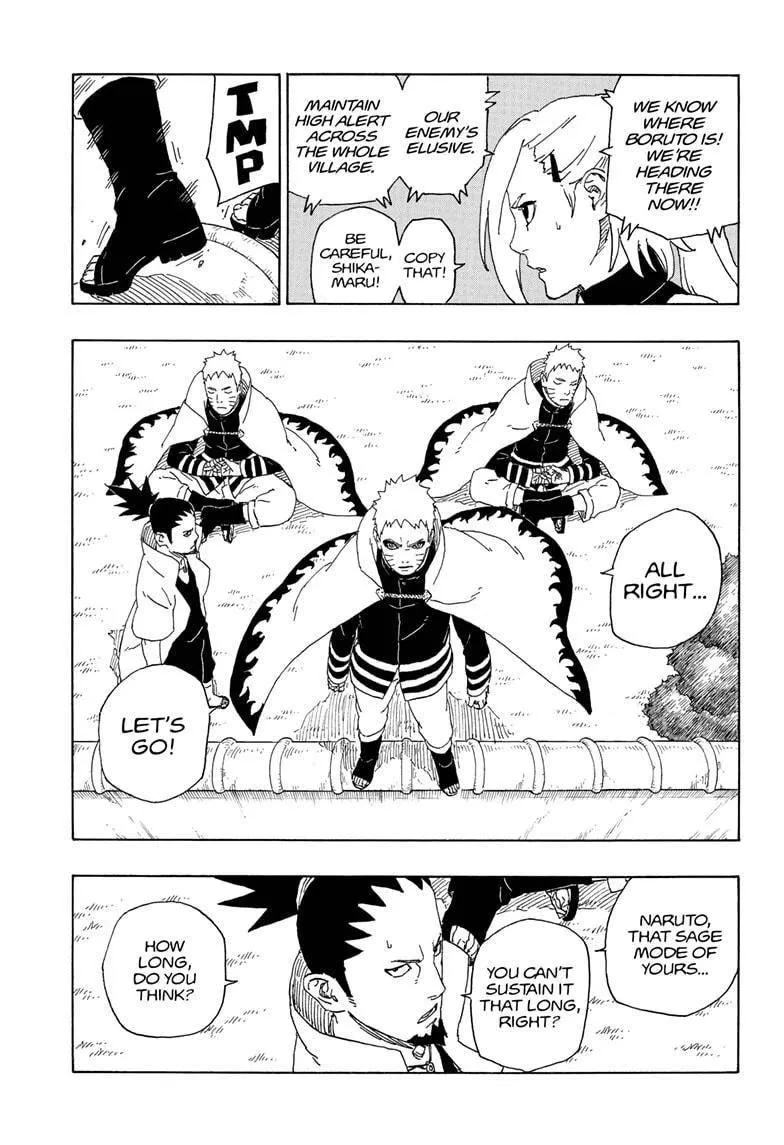 WE KNOW
WHERE
BORUTO IS!
WE'RE
HEADING
THERE
NOW!!
OUR
ENEMY'S
ELUSIVE.
MAINTAIN
HIGH ALERT
ACROSS
THE WHOLE
VILLAGE.
COPY
THAT!
BE
CAREFUL,
SHIKA-
MARU!
TMP
ALL
RIGHT...
LET'S
GO!
NARUTO,
THAT SAGE
MODE OF
YOURS...
YOU CAN'T
SUSTAIN IT
THAT LONG,
RIGHT?
HOW
LONG,
DO YOU
THINK?